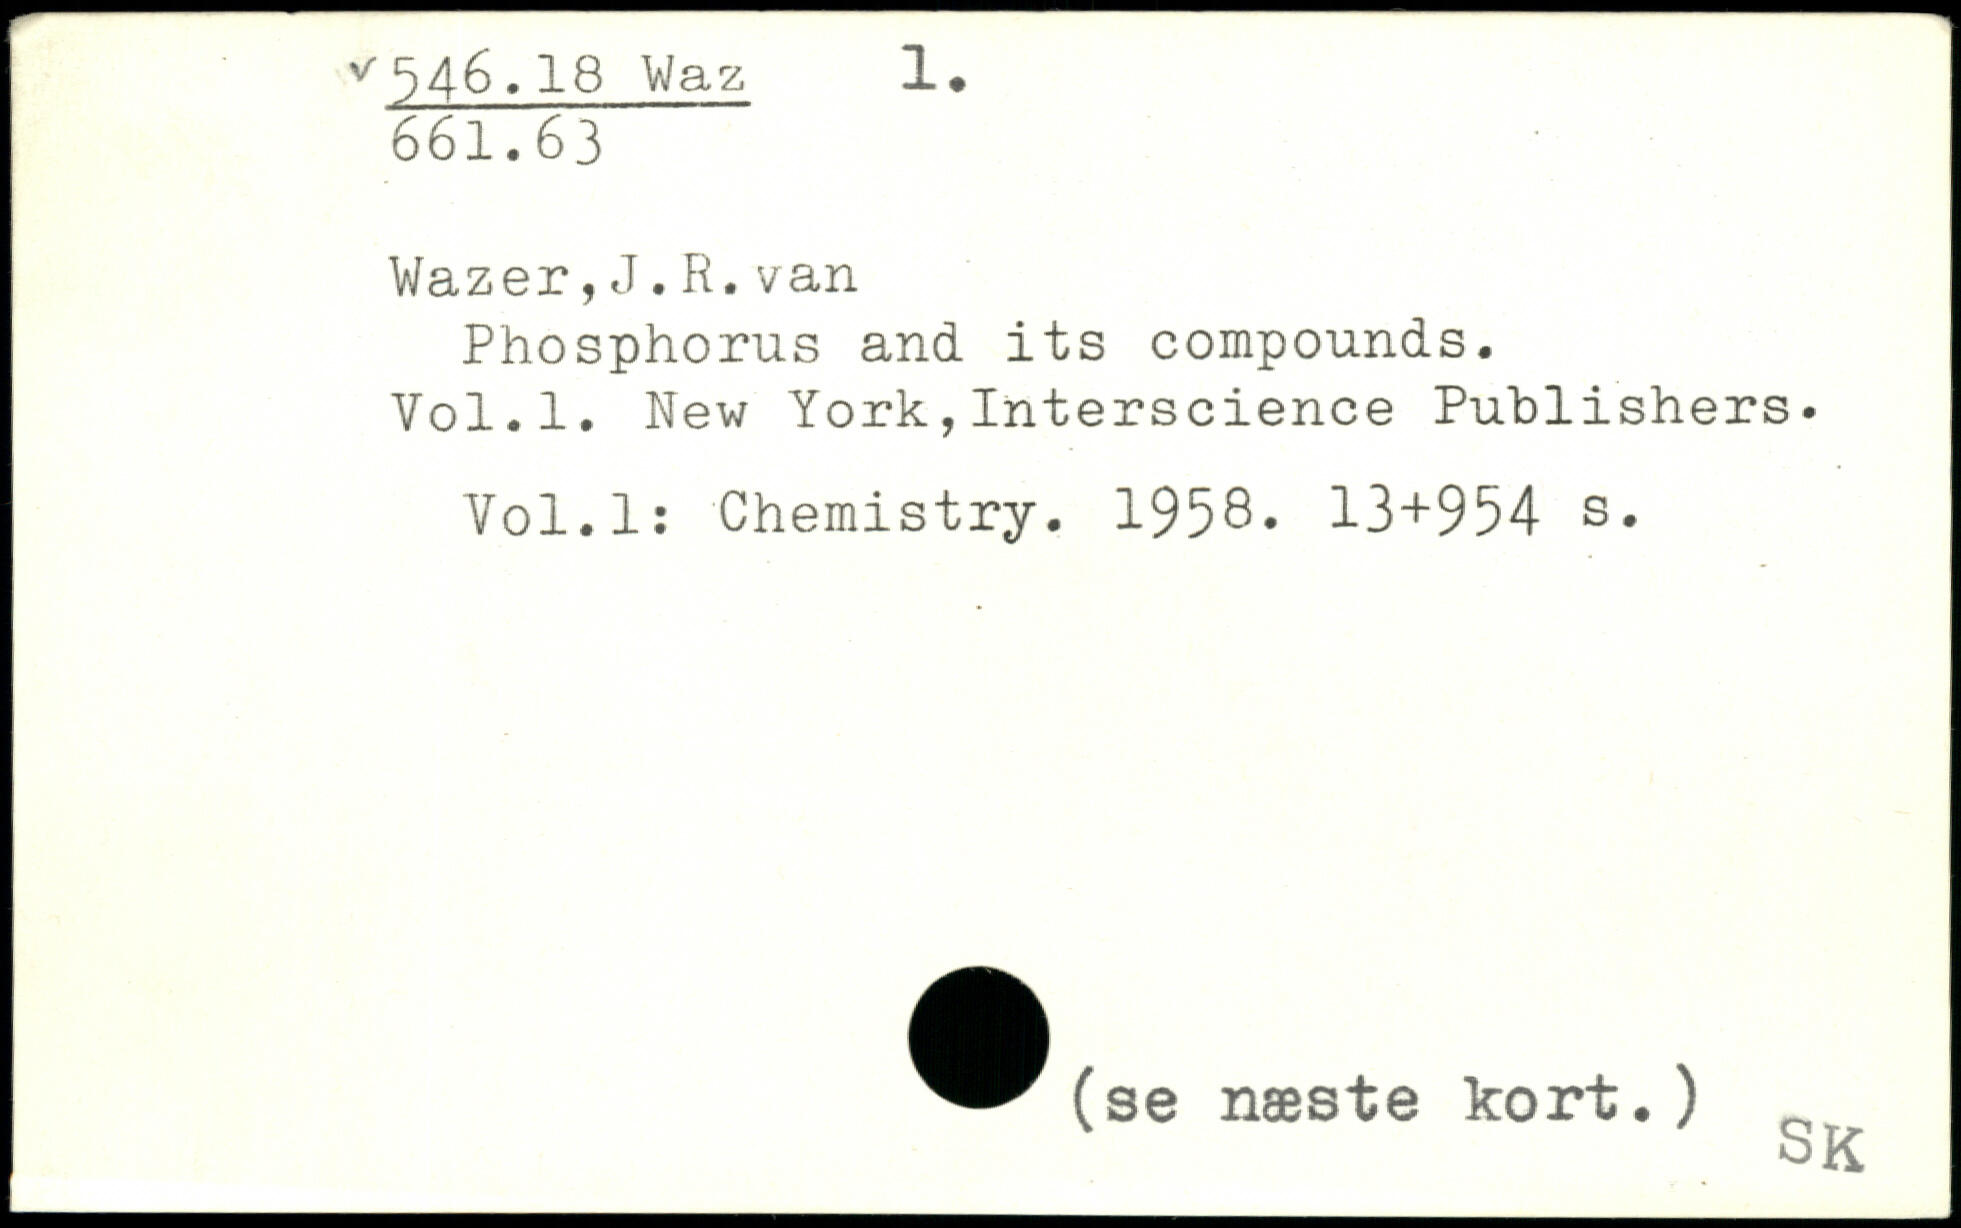 v 546.18 Waz 1.
661.63
Wazer,J.R.van
Phosphorus and its compounds.
Vol.1. New York,Interscience Publishers.
Vol.1: Chemistry. 1958. 13+954 s.
(se næste kort.)
SK